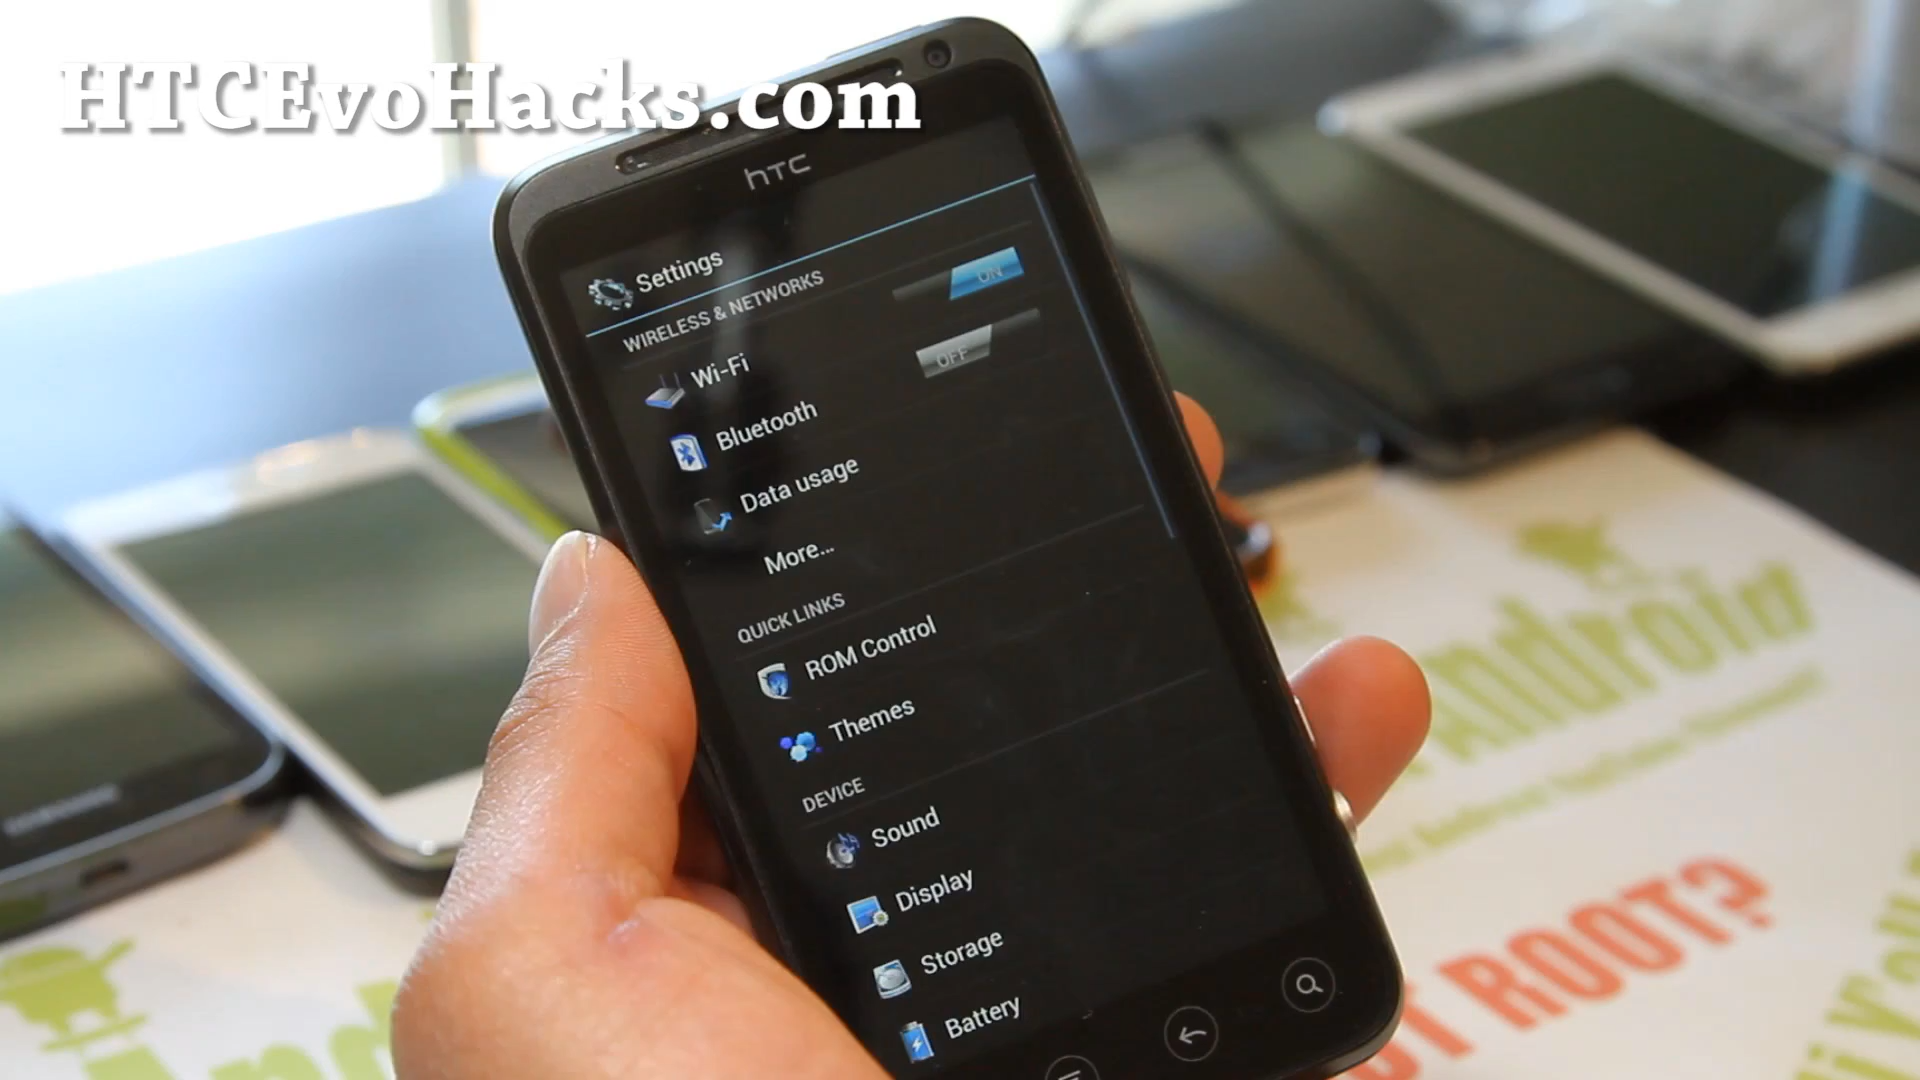 HTCEvoHacks.com
hTC
Settings
WIRELESS & NETWORKS
Wi-Fi ON
Bluetooth OFF
Data usage
More...
QUICK LINKS
ROM Control
Themes
DEVICE
Sound
Display
Storage
Battery
Android
ROOT?